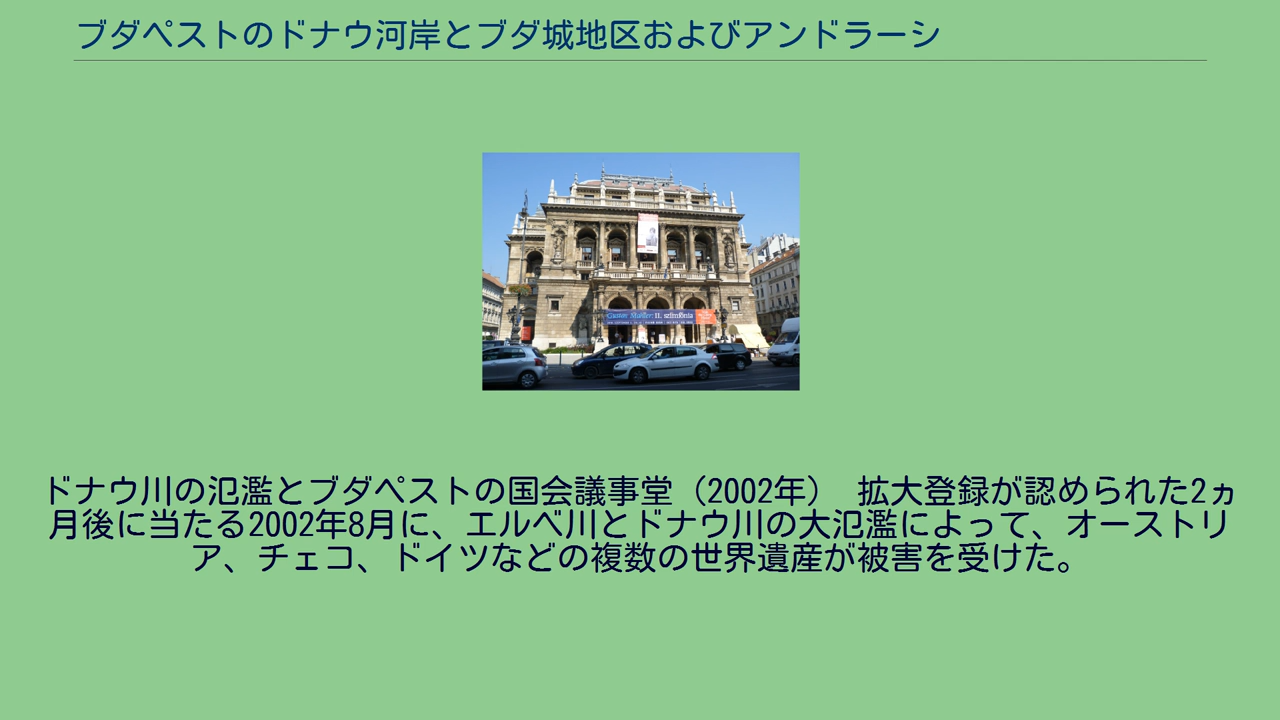 ブダペストのドナウ河岸とブダ城地区およびアンドラーシ
Gustav Mahler: II. szimfónia
ドナウ川の氾濫とブダペストの国会議事堂（2002年） 拡大登録が認められた2ヵ
月後に当たる2002年8月に、エルベ川とドナウ川の大氾濫によって、オーストリ
ア、チェコ、ドイツなどの複数の世界遺産が被害を受けた。